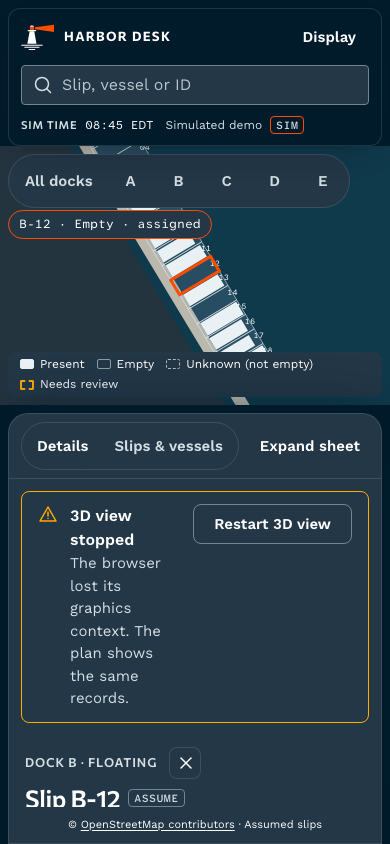 HARBOR DESK
Display
Slip, vessel or ID
SIM TIME 08:45 EDT Simulated demo SIM
04
All docks A B C D E
B-12 · Empty · assigned
11
12
13
14
15
16
17
18
Present Empty Unknown (not empty)
Needs review
Details Slips & vessels Expand sheet
3D view
stopped
Restart 3D view
The browser
lost its
graphics
context. The
plan shows
the same
records.
DOCK B · FLOATING
Slip B-12 ASSUME
© OpenStreetMap contributors · Assumed slips